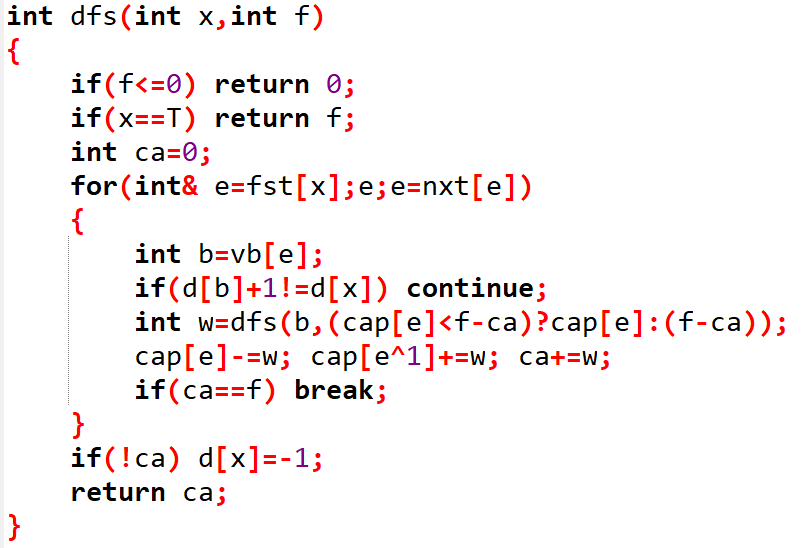 int dfs(int x,int f)
{
    if(f<=0) return 0;
    if(x==T) return f;
    int ca=0;
    for(int& e=fst[x];e;e=nxt[e])
    {
        int b=vb[e];
        if(d[b]+1!=d[x]) continue;
        int w=dfs(b,(cap[e]<f-ca)?cap[e]:(f-ca));
        cap[e]-=w; cap[e^1]+=w; ca+=w;
        if(ca==f) break;
    }
    if(!ca) d[x]=-1;
    return ca;
}